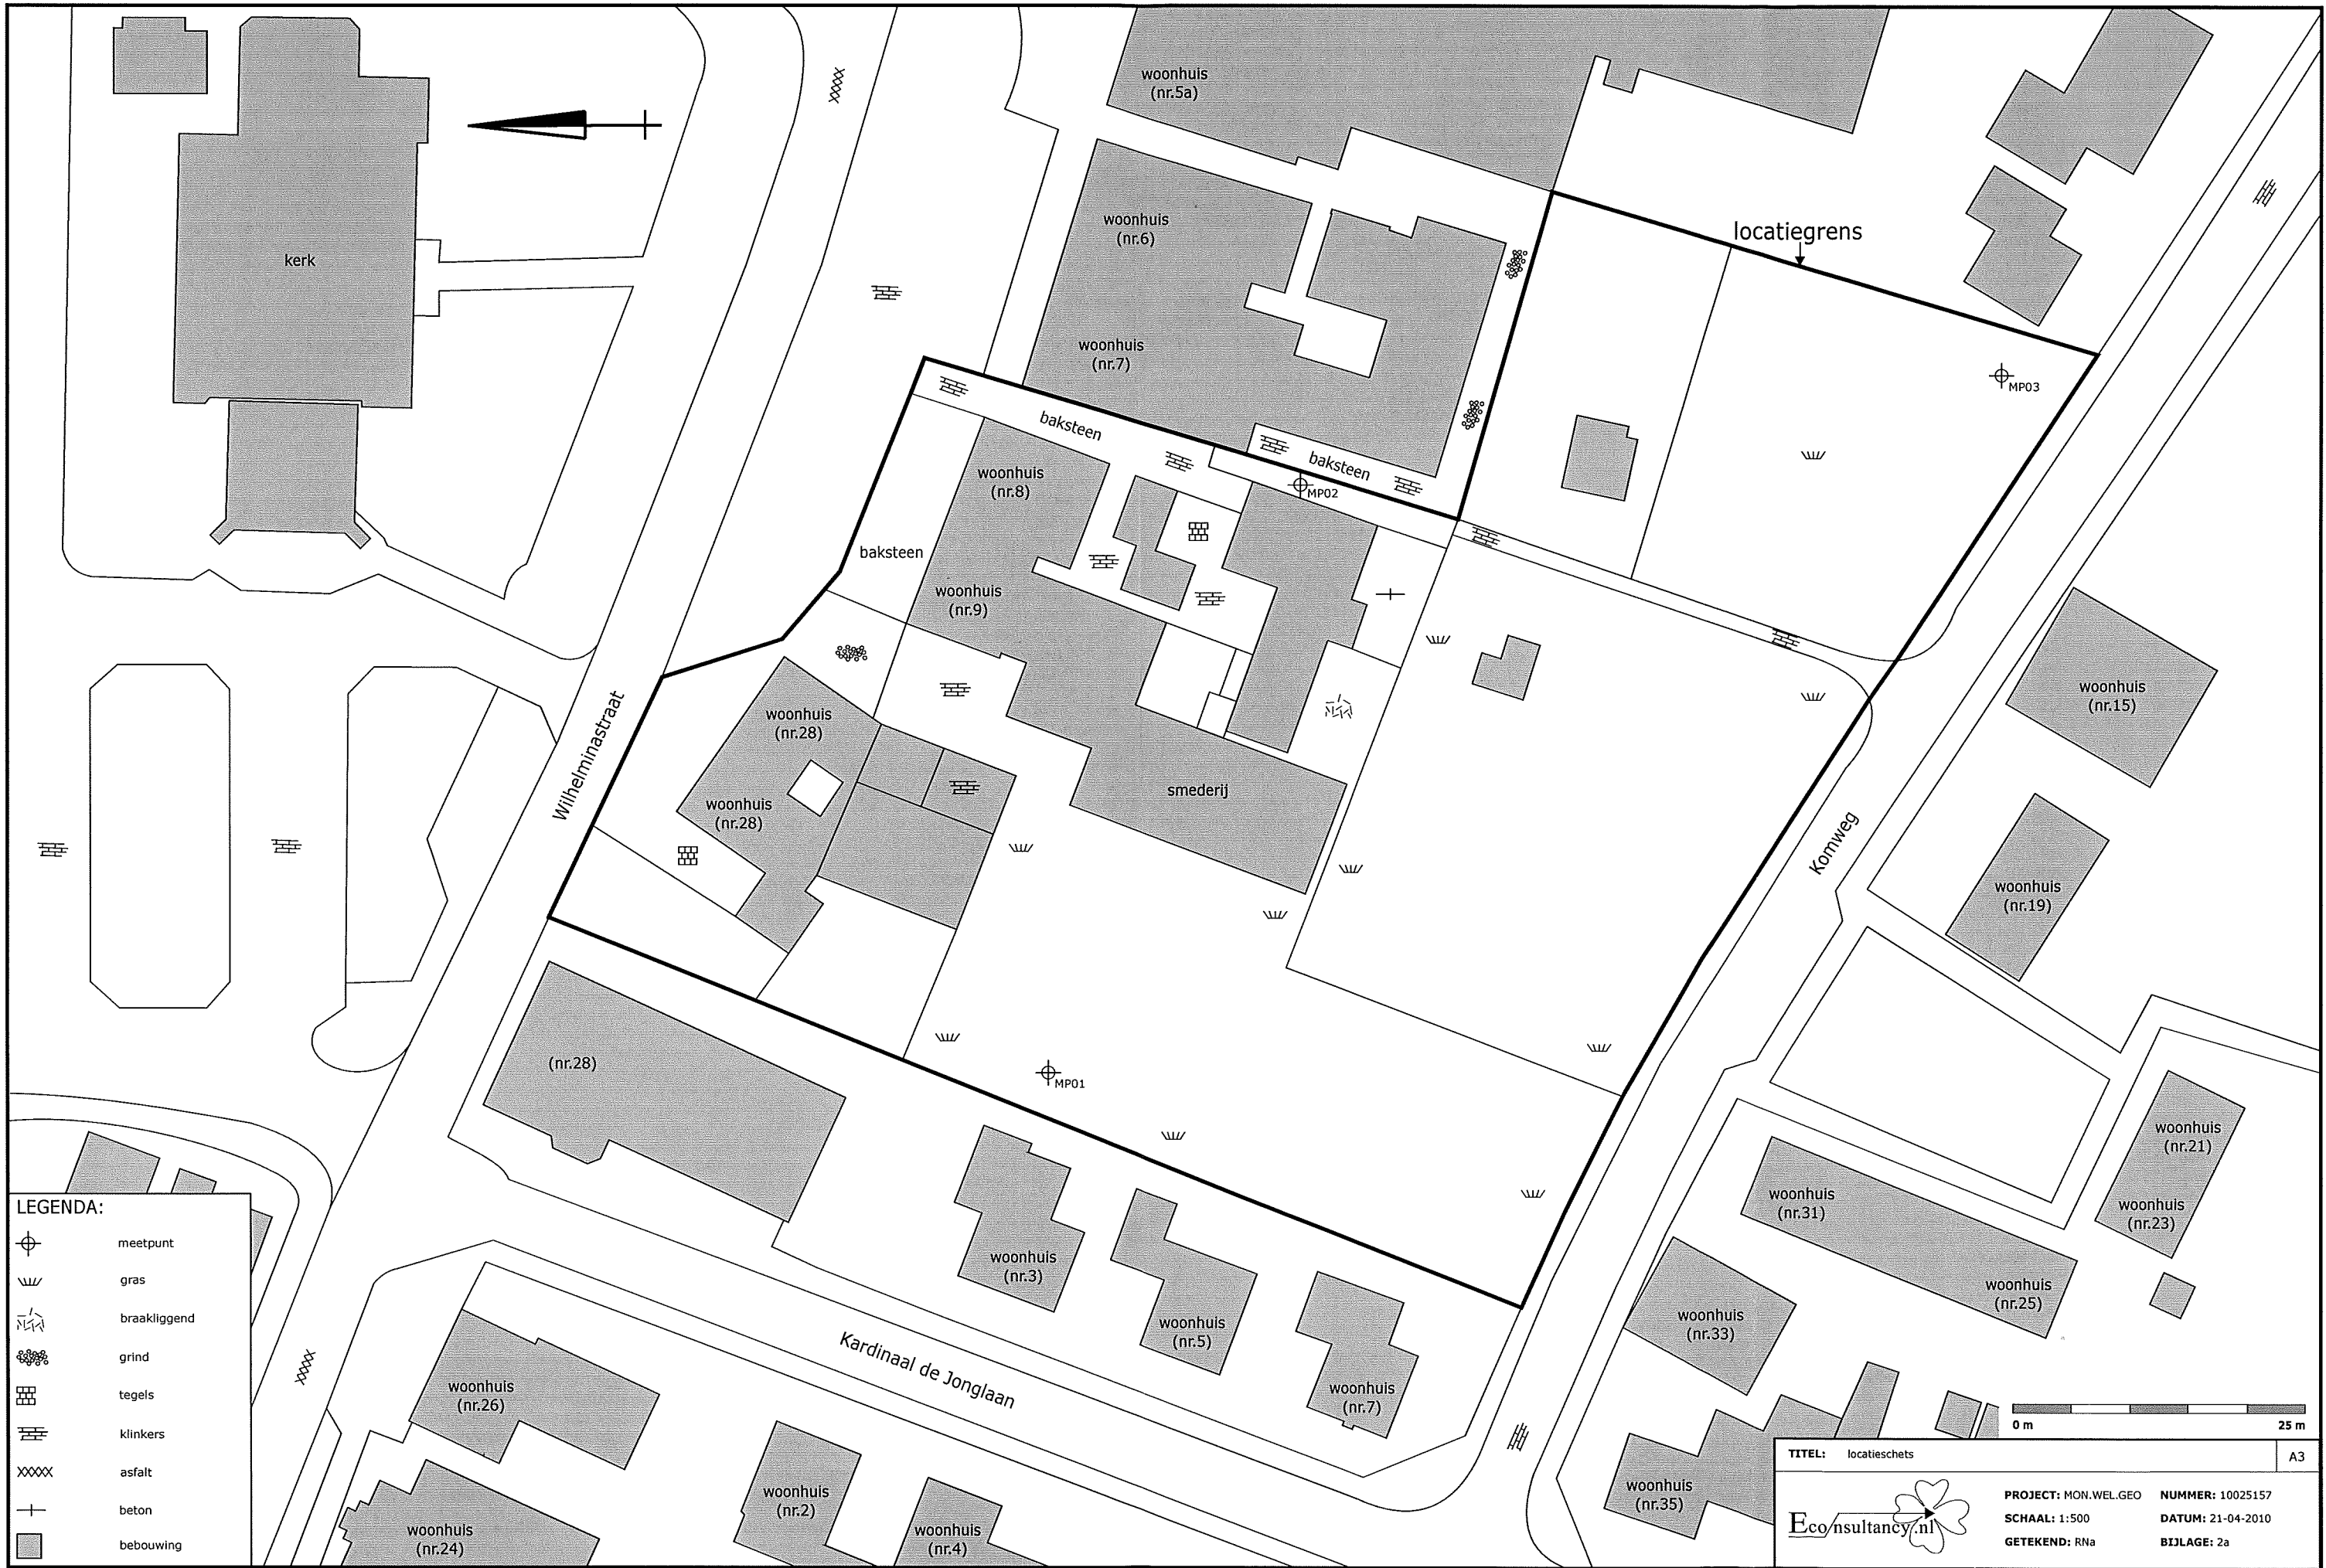 woonhuis
(nr.5a)
kerk
woonhuis
(nr.6)
locatiegrens
woonhuis
(nr.7)
MP03
baksteen
baksteen
woonhuis
(nr.8)
MP02
baksteen
woonhuis
(nr.9)
woonhuis
(nr.15)
woonhuis
(nr.28)
Wilhelminastraat
woonhuis
(nr.28)
smederij
Komweg
woonhuis
(nr.19)
(nr.28)
MP01
woonhuis
(nr.21)
woonhuis
(nr.31)
woonhuis
(nr.23)
woonhuis
(nr.3)
woonhuis
(nr.25)
woonhuis
(nr.5)
woonhuis
(nr.33)
Kardinaal de Jonglaan
woonhuis
(nr.7)
woonhuis
(nr.26)
woonhuis
(nr.2)
woonhuis
(nr.4)
woonhuis
(nr.24)
woonhuis
(nr.35)
LEGENDA:
meetpunt
gras
braakliggend
grind
tegels
klinkers
asfalt
beton
bebouwing
0 m 25 m
TITEL: locatieschets A3
Econsultancy.nl
PROJECT: MON.WEL.GEO NUMMER: 10025157
SCHAAL: 1:500 DATUM: 21-04-2010
GETEKEND: RNa BIJLAGE: 2a